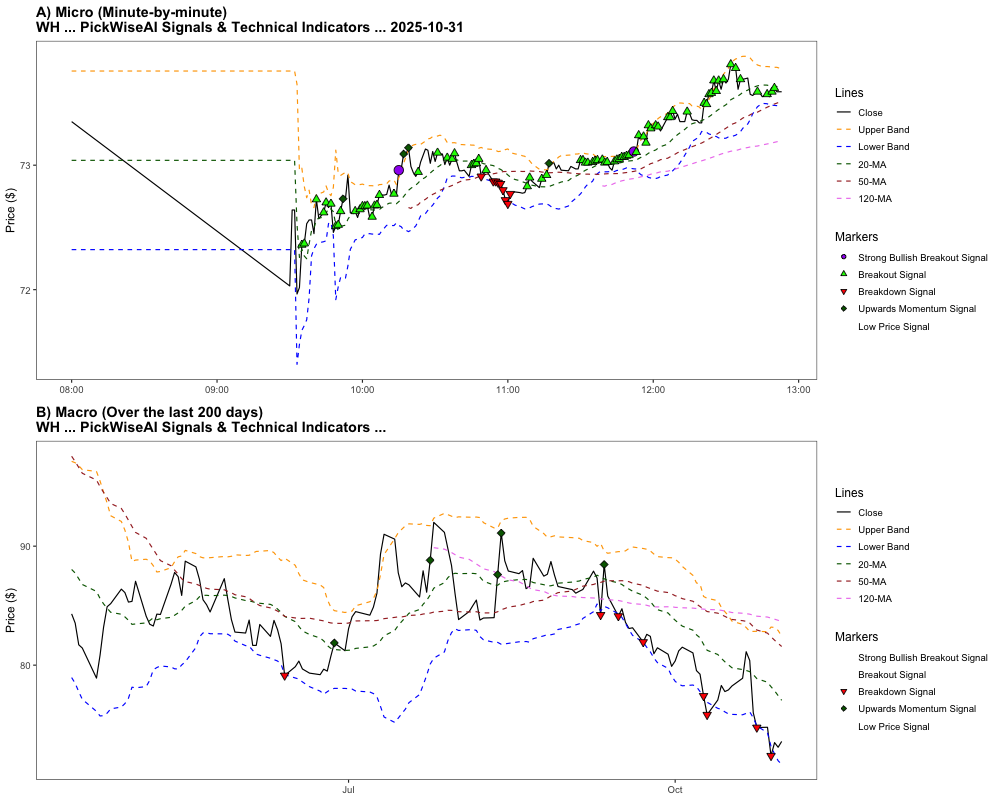 A) Micro (Minute-by-minute)
WH ... PickWiseAI Signals & Technical Indicators ... 2025-10-31
Price ($)
73
72
08:00
09:00
10:00
11:00
12:00
13:00
Lines
Close
Upper Band
Lower Band
20-MA
50-MA
120-MA
Markers
Strong Bullish Breakout Signal
Breakout Signal
Breakdown Signal
Upwards Momentum Signal
Low Price Signal
B) Macro (Over the last 200 days)
WH ... PickWiseAI Signals & Technical Indicators ...
Price ($)
90
80
Jul
Oct
Lines
Close
Upper Band
Lower Band
20-MA
50-MA
120-MA
Markers
Strong Bullish Breakout Signal
Breakout Signal
Breakdown Signal
Upwards Momentum Signal
Low Price Signal